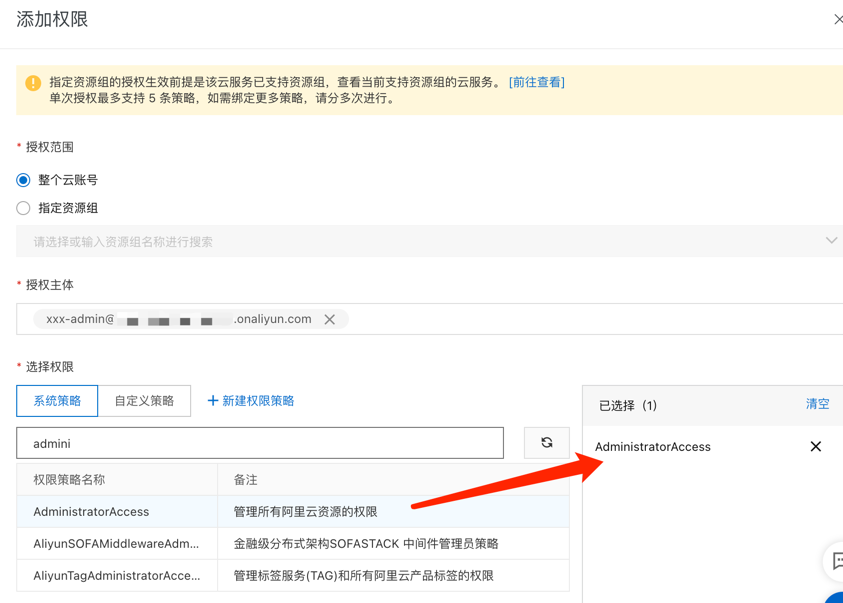 添加权限
指定资源组的授权生效前提是该云服务已支持资源组，查看当前支持资源组的云服务。 [前往查看]
单次授权最多支持 5 条策略，如需绑定更多策略，请分多次进行。
* 授权范围
整个云账号
指定资源组
请选择或输入资源组名称进行搜索
* 授权主体
xxx-admin@ .onaliyun.com
* 选择权限
系统策略 自定义策略 + 新建权限策略
已选择（1） 清空
admini
AdministratorAccess
权限策略名称 备注
AdministratorAccess 管理所有阿里云资源的权限
AliyunSOFAMiddlewareAdm... 金融级分布式架构SOFASTACK 中间件管理员策略
AliyunTagAdministratorAcce... 管理标签服务(TAG)和所有阿里云产品标签的权限